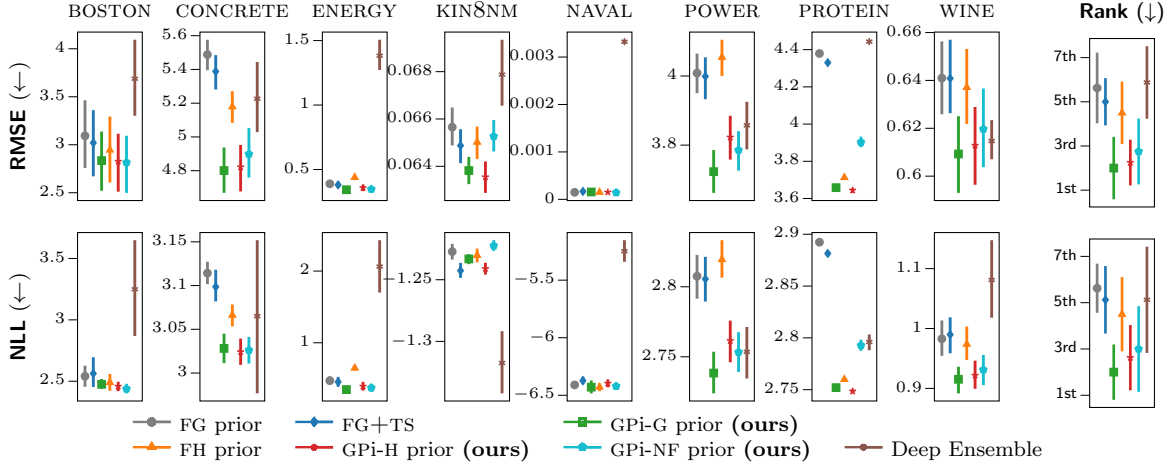 BOSTON CONCRETE ENERGY KIN8NM NAVAL POWER PROTEIN WINE Rank (↓)
RMSE (←)
4 3.5 3 2.5
5.6 5.4 5.2 5 4.8
1.5 1 0.5
0.068 0.066 0.064
0.003 0.002 0.001 0
4 3.8
4.4 4.2 4 3.8 3.6
0.66 0.64 0.62 0.6
7th 5th 3rd 1st
NLL (←)
3.5 3 2.5
3.15 3.1 3.05 3
2 1
−1.25 −1.3
−5.5 −6 −6.5
2.8 2.75
2.9 2.85 2.8 2.75
1.1 1 0.9
7th 5th 3rd 1st
FG prior FG+TS GPi-G prior (ours)
FH prior GPi-H prior (ours) GPi-NF prior (ours) Deep Ensemble